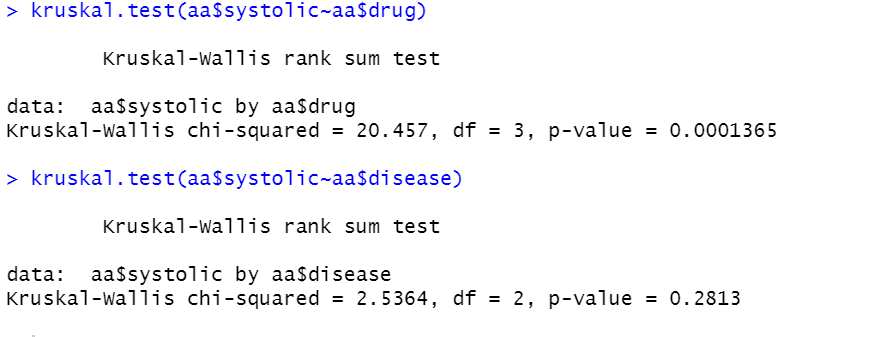 > kruskal.test(aa$systolic~aa$drug)
Kruskal-Wallis rank sum test
data:  aa$systolic by aa$drug
Kruskal-Wallis chi-squared = 20.457, df = 3, p-value = 0.0001365
> kruskal.test(aa$systolic~aa$disease)
Kruskal-Wallis rank sum test
data:  aa$systolic by aa$disease
Kruskal-Wallis chi-squared = 2.5364, df = 2, p-value = 0.2813